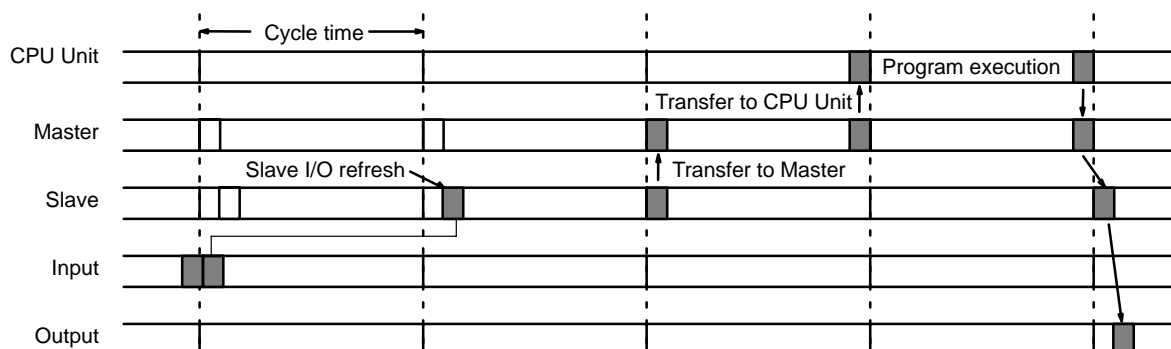 Cycle time
CPU Unit
Program execution
Transfer to CPU Unit
Master
Slave I/O refresh
Transfer to Master
Slave
Input
Output